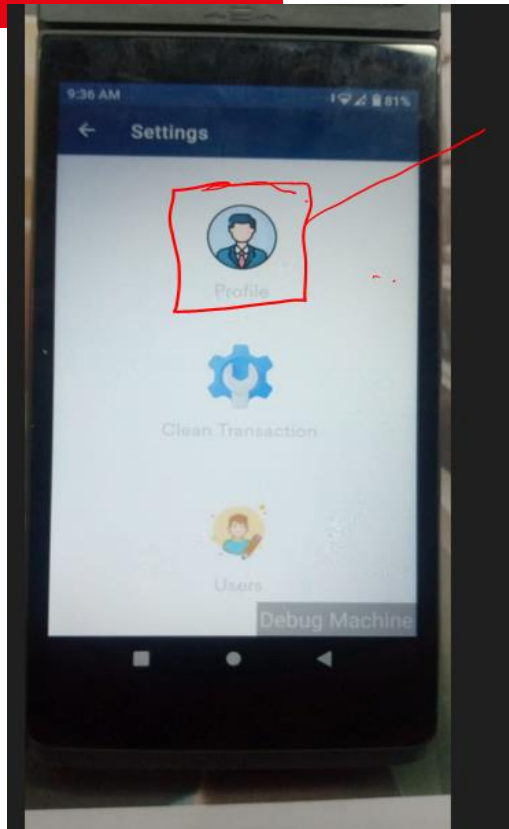 9:36 AM
81%
Settings
Profile
Clean Transaction
Users
Debug Machine